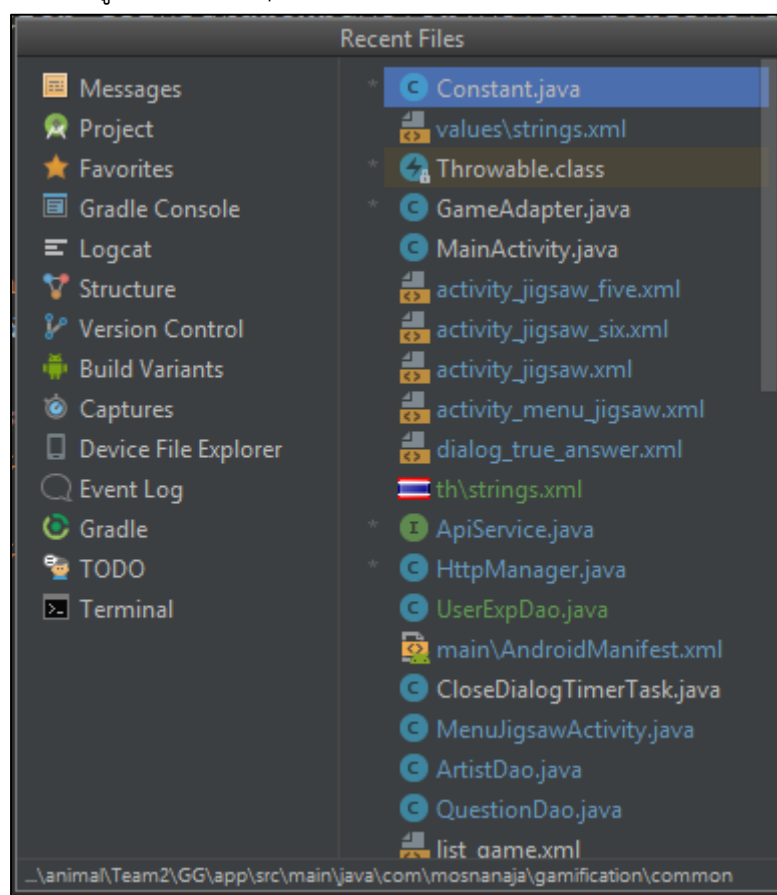 Recent Files
Messages
Project
Favorites
Gradle Console
Logcat
Structure
Version Control
Build Variants
Captures
Device File Explorer
Event Log
Gradle
TODO
Terminal
* Constant.java
values\strings.xml
* Throwable.class
* GameAdapter.java
MainActivity.java
activity_jigsaw_five.xml
activity_jigsaw_six.xml
activity_jigsaw.xml
activity_menu_jigsaw.xml
dialog_true_answer.xml
th\strings.xml
* ApiService.java
* HttpManager.java
UserExpDao.java
main\AndroidManifest.xml
CloseDialogTimerTask.java
MenuJigsawActivity.java
ArtistDao.java
QuestionDao.java
list_game.xml
...\animal\Team2\GG\app\src\main\java\com\mosnanaja\gamification\common